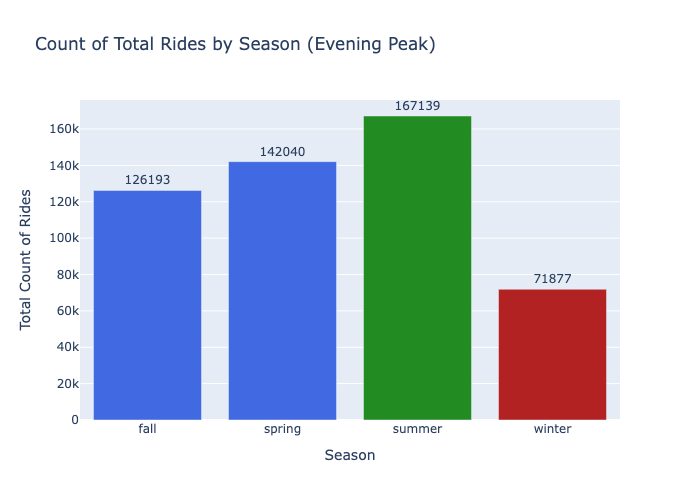 Count of Total Rides by Season (Evening Peak)
167139
160k
142040
140k
126193
120k
100k
80k
71877
60k
40k
20k
0
Total Count of Rides
fall spring summer winter
Season